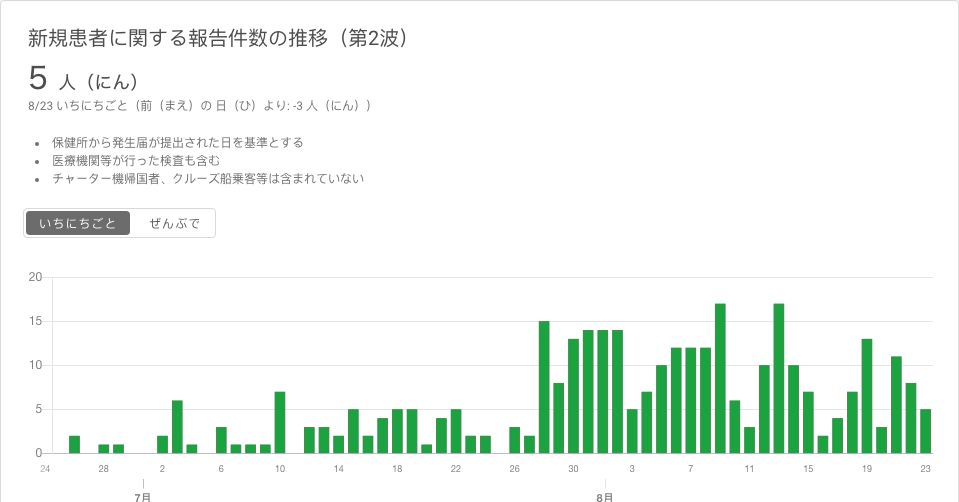 新規患者に関する報告件数の推移（第2波）
5 人（にん）
8/23 いちにちごと（前（まえ）の 日（ひ）より: -3 人（にん））
保健所から発生届が提出された日を基準とする
医療機関等が行った検査も含む
チャーター機帰国者、クルーズ船乗客等は含まれていない
いちにちごと ぜんぶで
20
15
10
5
0
24 28 2 6 10 14 18 22 26 30 3 7 11 15 19 23
7月 8月